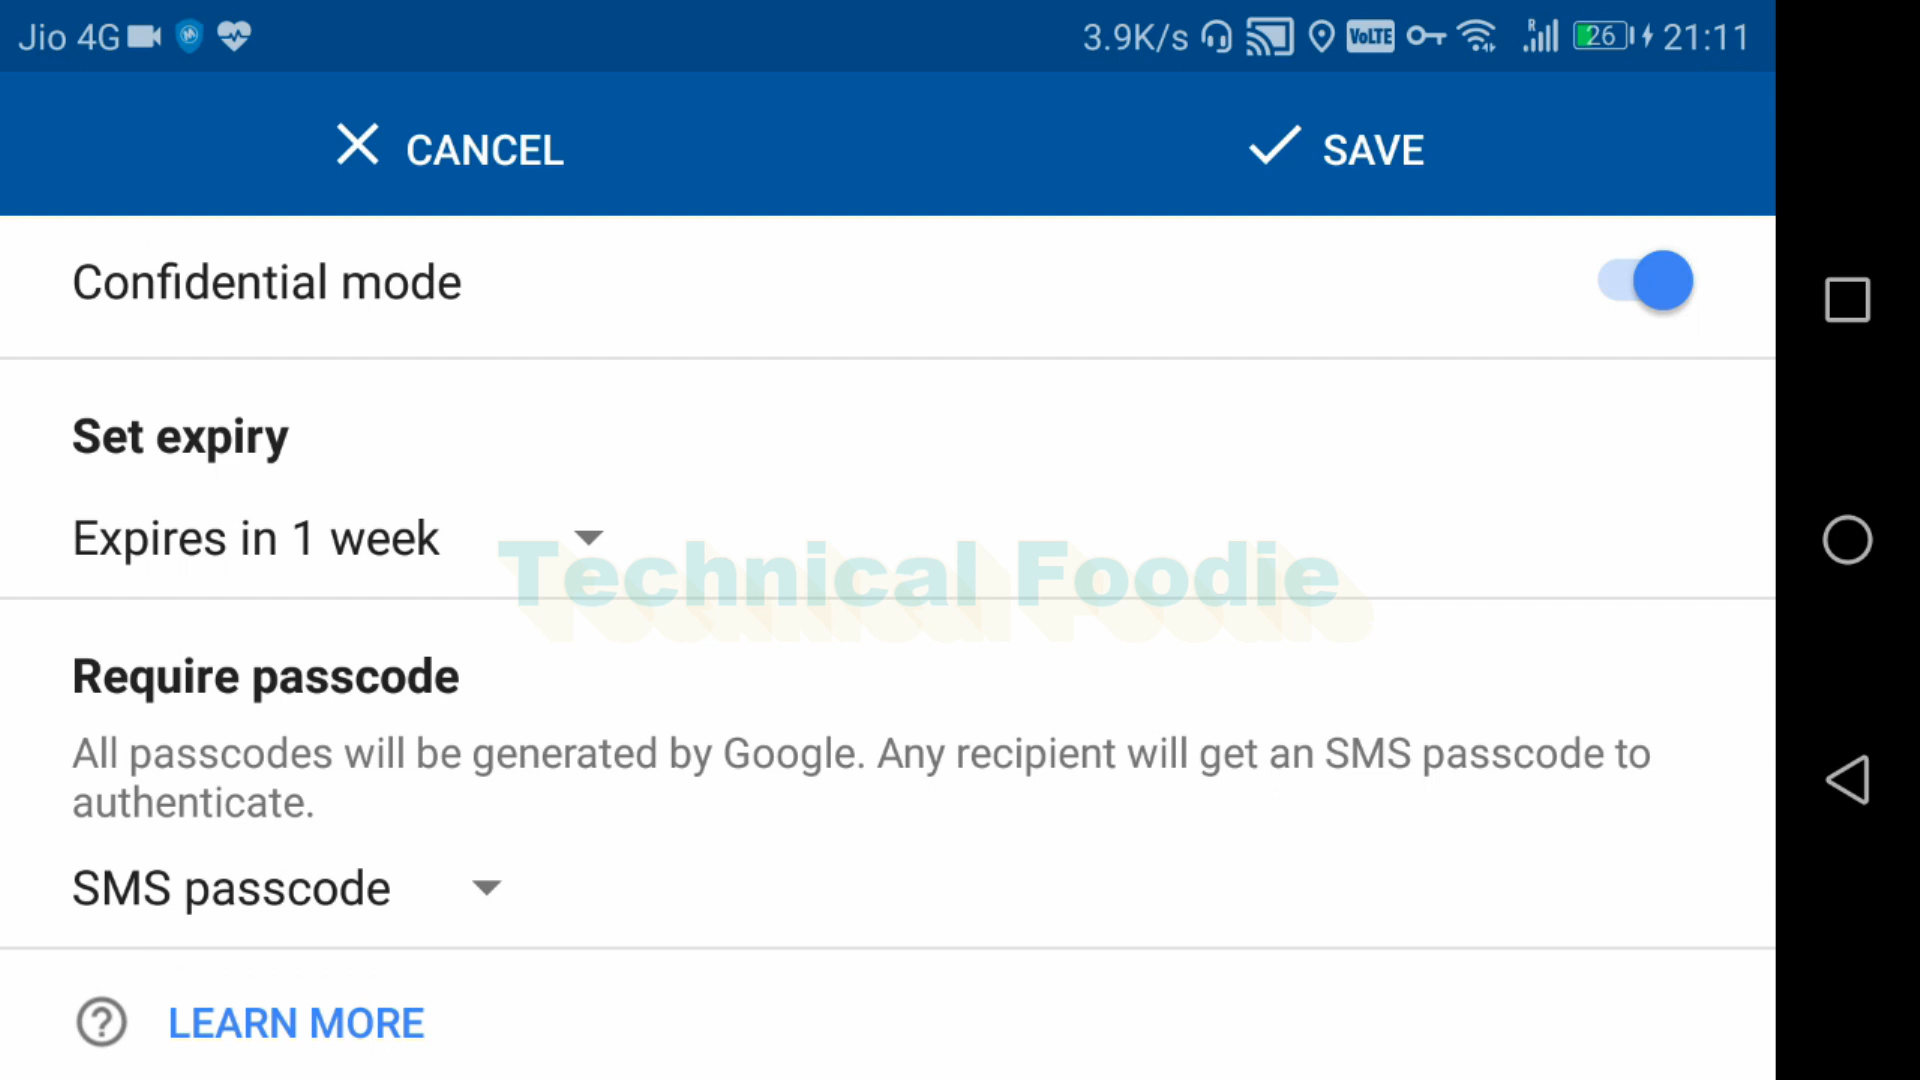 Jio 4G 3.9K/s VoLTE R 26 21:11
CANCEL SAVE
Confidential mode
Set expiry
Expires in 1 week
Technical Foodie
Require passcode
All passcodes will be generated by Google. Any recipient will get an SMS passcode to
authenticate.
SMS passcode
? LEARN MORE